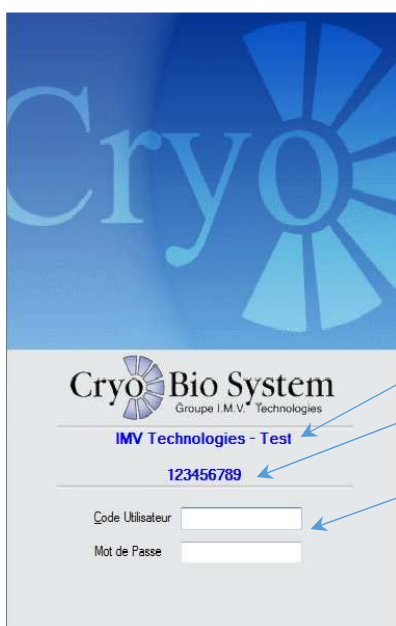 Cryo
Cryo Bio System
Groupe I.M.V. Technologies
IMV Technologies - Test
123456789
Code Utilisateur
Mot de Passe